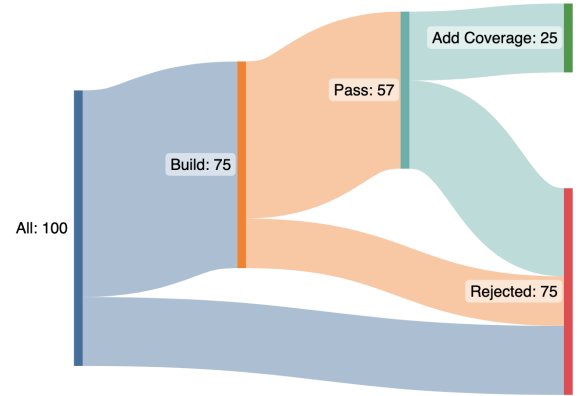 All: 100
Build: 75
Pass: 57
Add Coverage: 25
Rejected: 75